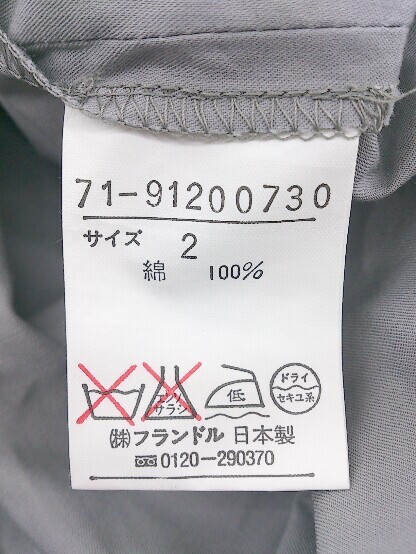 71-91200730
サイズ 2
綿 100%
エンソ
サラシ
低
ドライ
セキユ系
㈱フランドル 日本製
0120-290370